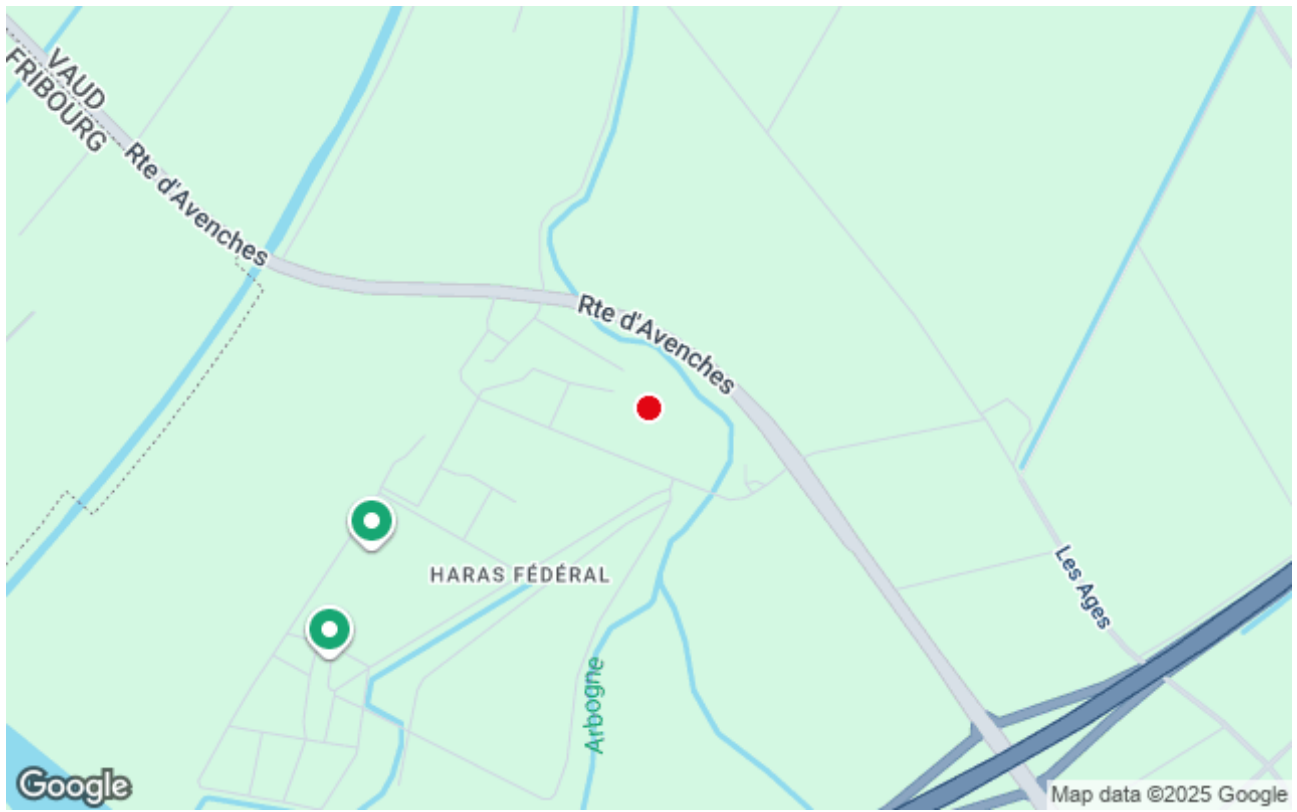 VAUD
FRIBOURG
Rte d'Avenches
Rte d'Avenches
HARAS FÉDÉRAL
Les Ages
Arbogne
Google
Map data ©2025 Google